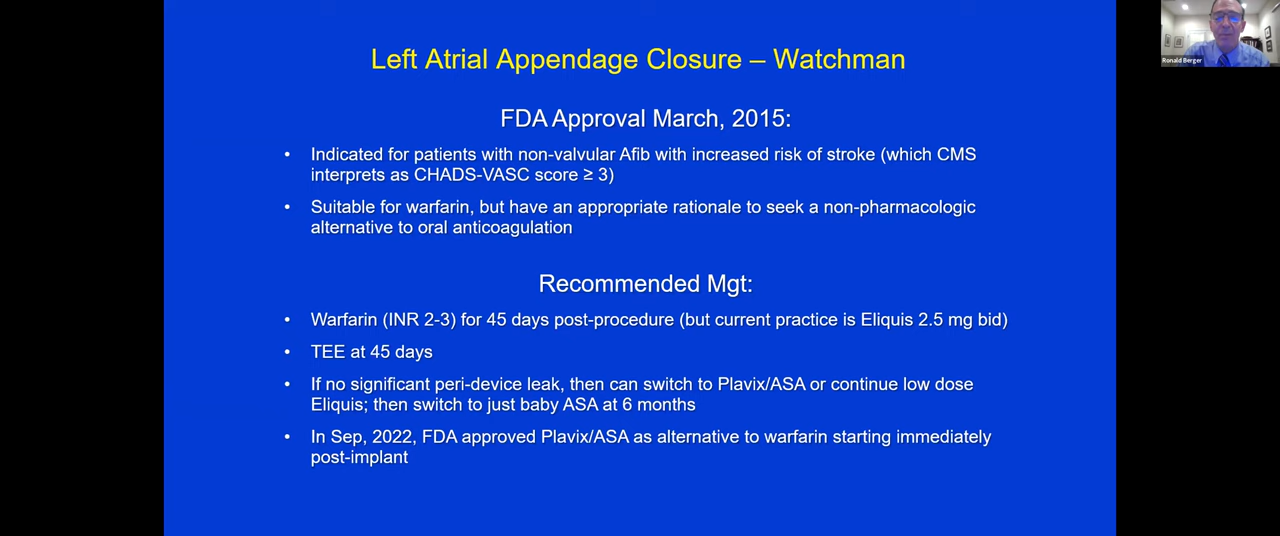 Left Atrial Appendage Closure – Watchman
Ronald Berger
FDA Approval March, 2015:
• Indicated for patients with non-valvular Afib with increased risk of stroke (which CMS
interprets as CHADS-VASC score ≥ 3)
• Suitable for warfarin, but have an appropriate rationale to seek a non-pharmacologic
alternative to oral anticoagulation
Recommended Mgt:
• Warfarin (INR 2-3) for 45 days post-procedure (but current practice is Eliquis 2.5 mg bid)
• TEE at 45 days
• If no significant peri-device leak, then can switch to Plavix/ASA or continue low dose
Eliquis; then switch to just baby ASA at 6 months
• In Sep, 2022, FDA approved Plavix/ASA as alternative to warfarin starting immediately
post-implant